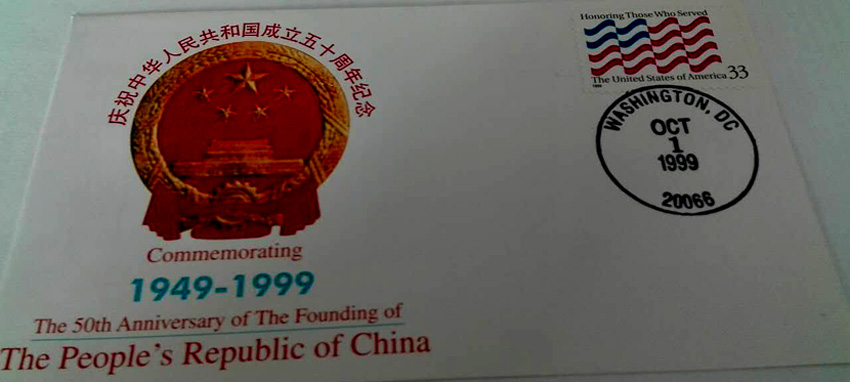 庆祝中华人民共和国成立五十周年纪念
Commemorating
1949-1999
The 50th Anniversary of The Founding of
The People's Republic of China
Honoring Those Who Served
The United States of America 33
WASHINGTON, DC
OCT
1
1999
20066